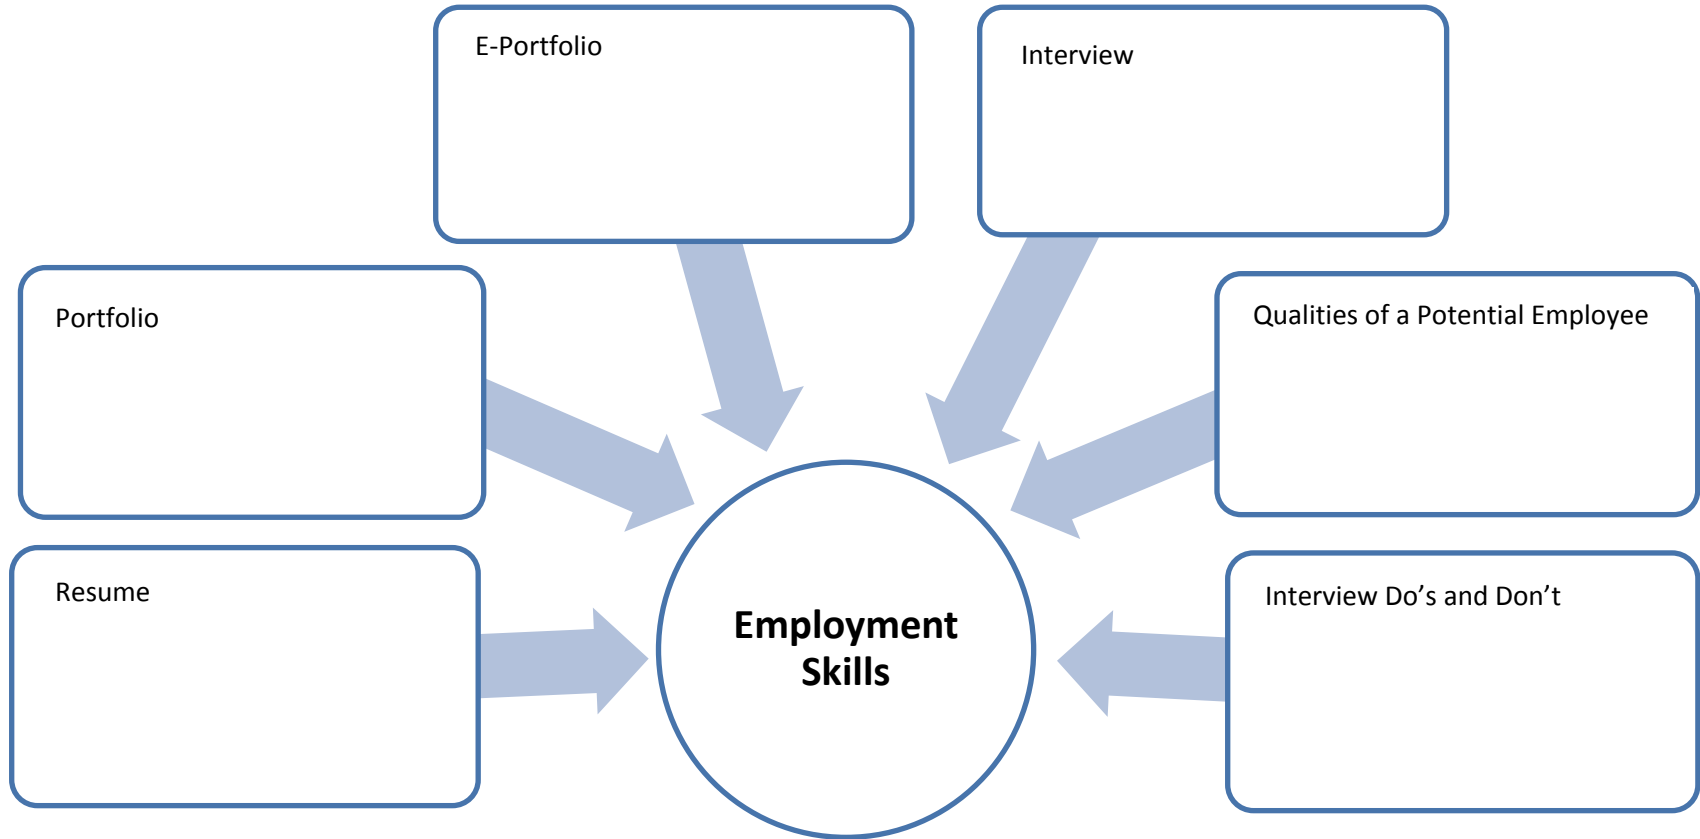 E-Portfolio
Interview
Portfolio
Qualities of a Potential Employee
Resume
Interview Do’s and Don’t
Employment
Skills